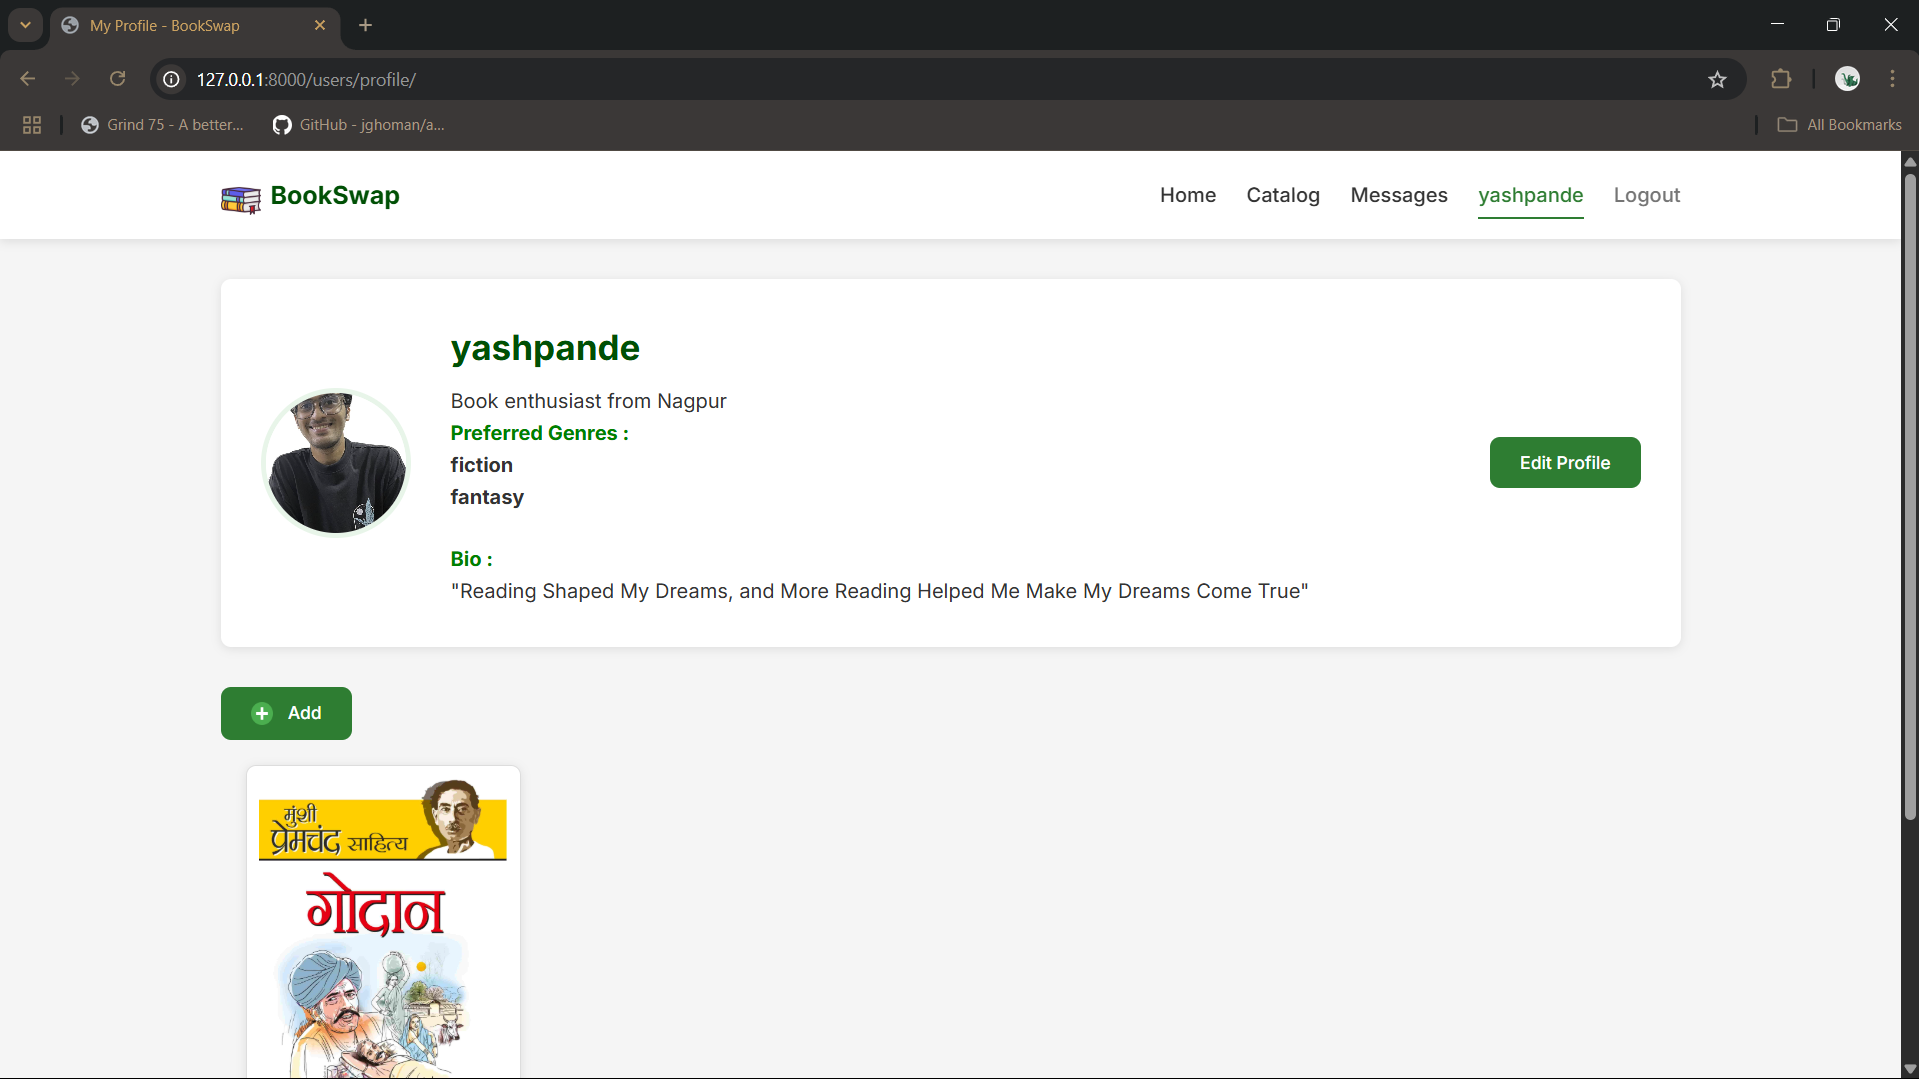 My Profile - BookSwap
127.0.0.1:8000/users/profile/
Grind 75 - A better...
GitHub - jghoman/a...
All Bookmarks
BookSwap
Home
Catalog
Messages
yashpande
Logout
yashpande
Book enthusiast from Nagpur
Preferred Genres :
fiction
fantasy
Edit Profile
Bio :
"Reading Shaped My Dreams, and More Reading Helped Me Make My Dreams Come True"
Add
मुंशी
प्रेमचंद साहित्य
गोदान